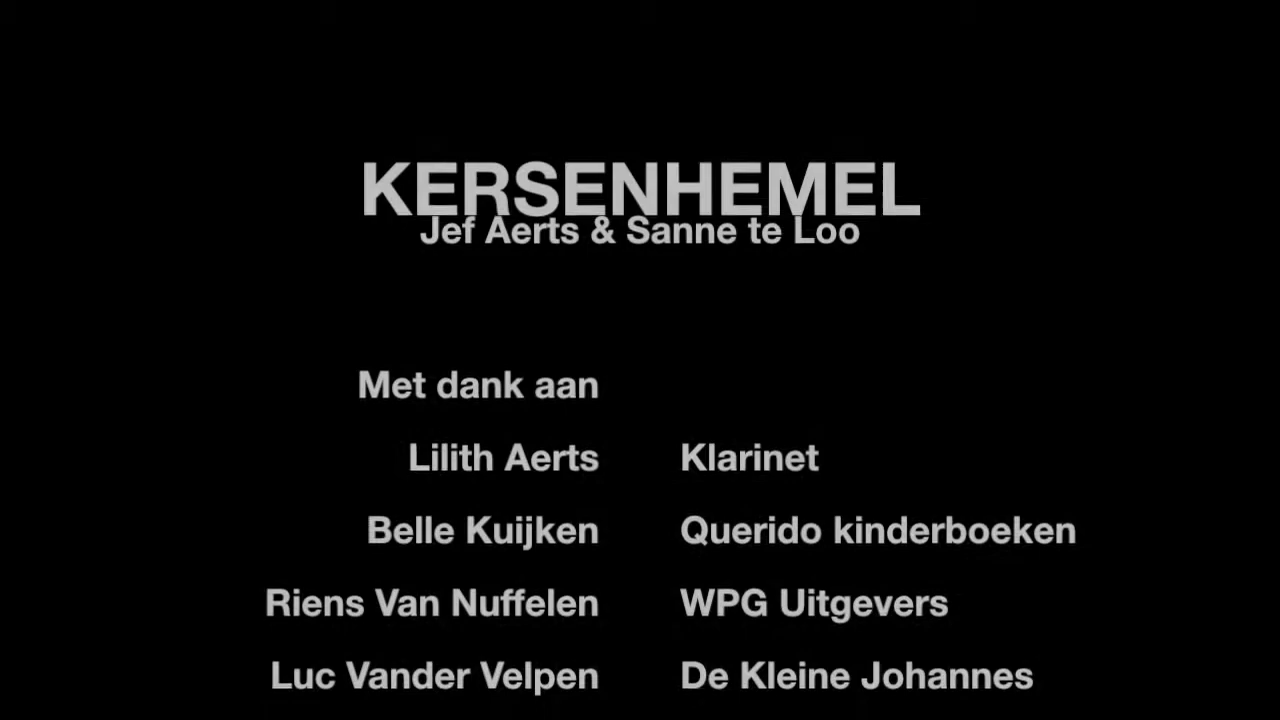 KERSENHEMEL
Jef Aerts & Sanne te Loo
Met dank aan
Lilith Aerts Klarinet
Belle Kuijken Querido kinderboeken
Riens Van Nuffelen WPG Uitgevers
Luc Vander Velpen De Kleine Johannes